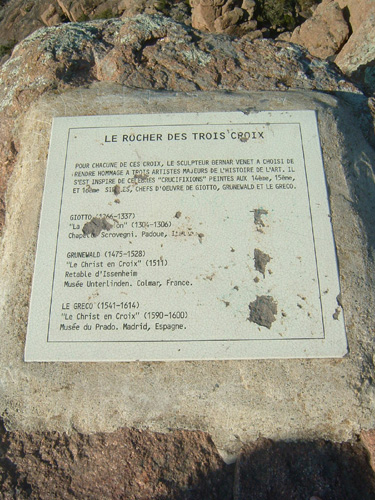 LE ROCHER DES TROIS CROIX
POUR CHACUNE DE CES CROIX, LE SCULPTEUR BERNAR VENET A CHOISI DE
RENDRE HOMMAGE A TROIS ARTISTES MAJEURS DE L'HISTOIRE DE L'ART. IL
S'EST INSPIRE DE CELEBRES "CRUCIFIXIONS" PEINTES AUX 14ème, 15ème,
ET 16ème CHEFS D'OEUVRE DE GIOTTO, GRUNEWALD ET LE GRECO.
GIOTTO
"La (1304-1306)
Scrovegni. Padoue,
GRUNEWALD (1475-1528)
"Le Christ en Croix" (1511)
Retable d'Issenheim
Musée Unterlinden. Colmar, France.
LE GRECO (1541-1614)
"Le Christ en Croix" (1590-1600)
Musée du Prado. Madrid, Espagne.